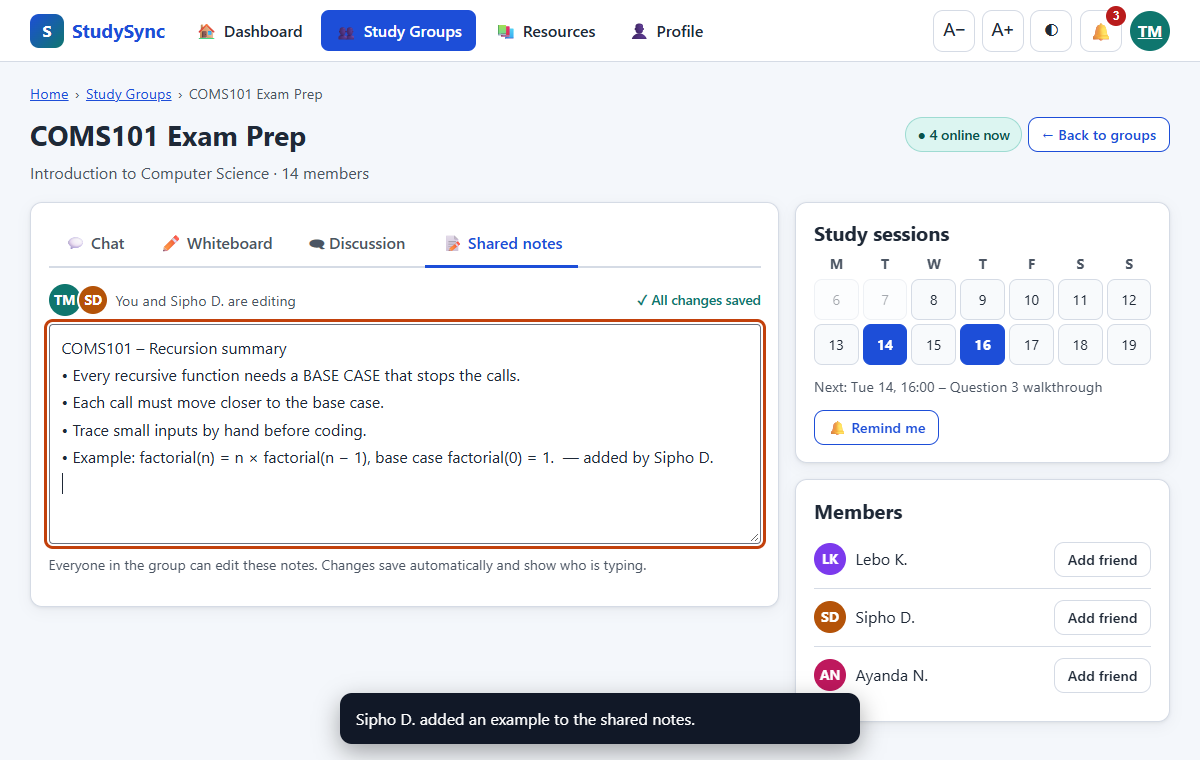 S StudySync Dashboard Study Groups Resources Profile A− A+ 3 TM
Home › Study Groups › COMS101 Exam Prep
COMS101 Exam Prep
● 4 online now ← Back to groups
Introduction to Computer Science · 14 members
Chat Whiteboard Discussion Shared notes
TM SD You and Sipho D. are editing ✓ All changes saved
COMS101 – Recursion summary
• Every recursive function needs a BASE CASE that stops the calls.
• Each call must move closer to the base case.
• Trace small inputs by hand before coding.
• Example: factorial(n) = n × factorial(n − 1), base case factorial(0) = 1. — added by Sipho D.
Everyone in the group can edit these notes. Changes save automatically and show who is typing.
Study sessions
M T W T F S S
6 7 8 9 10 11 12
13 14 15 16 17 18 19
Next: Tue 14, 16:00 – Question 3 walkthrough
Remind me
Members
LK Lebo K. Add friend
SD Sipho D. Add friend
AN Ayanda N. Add friend
Sipho D. added an example to the shared notes.